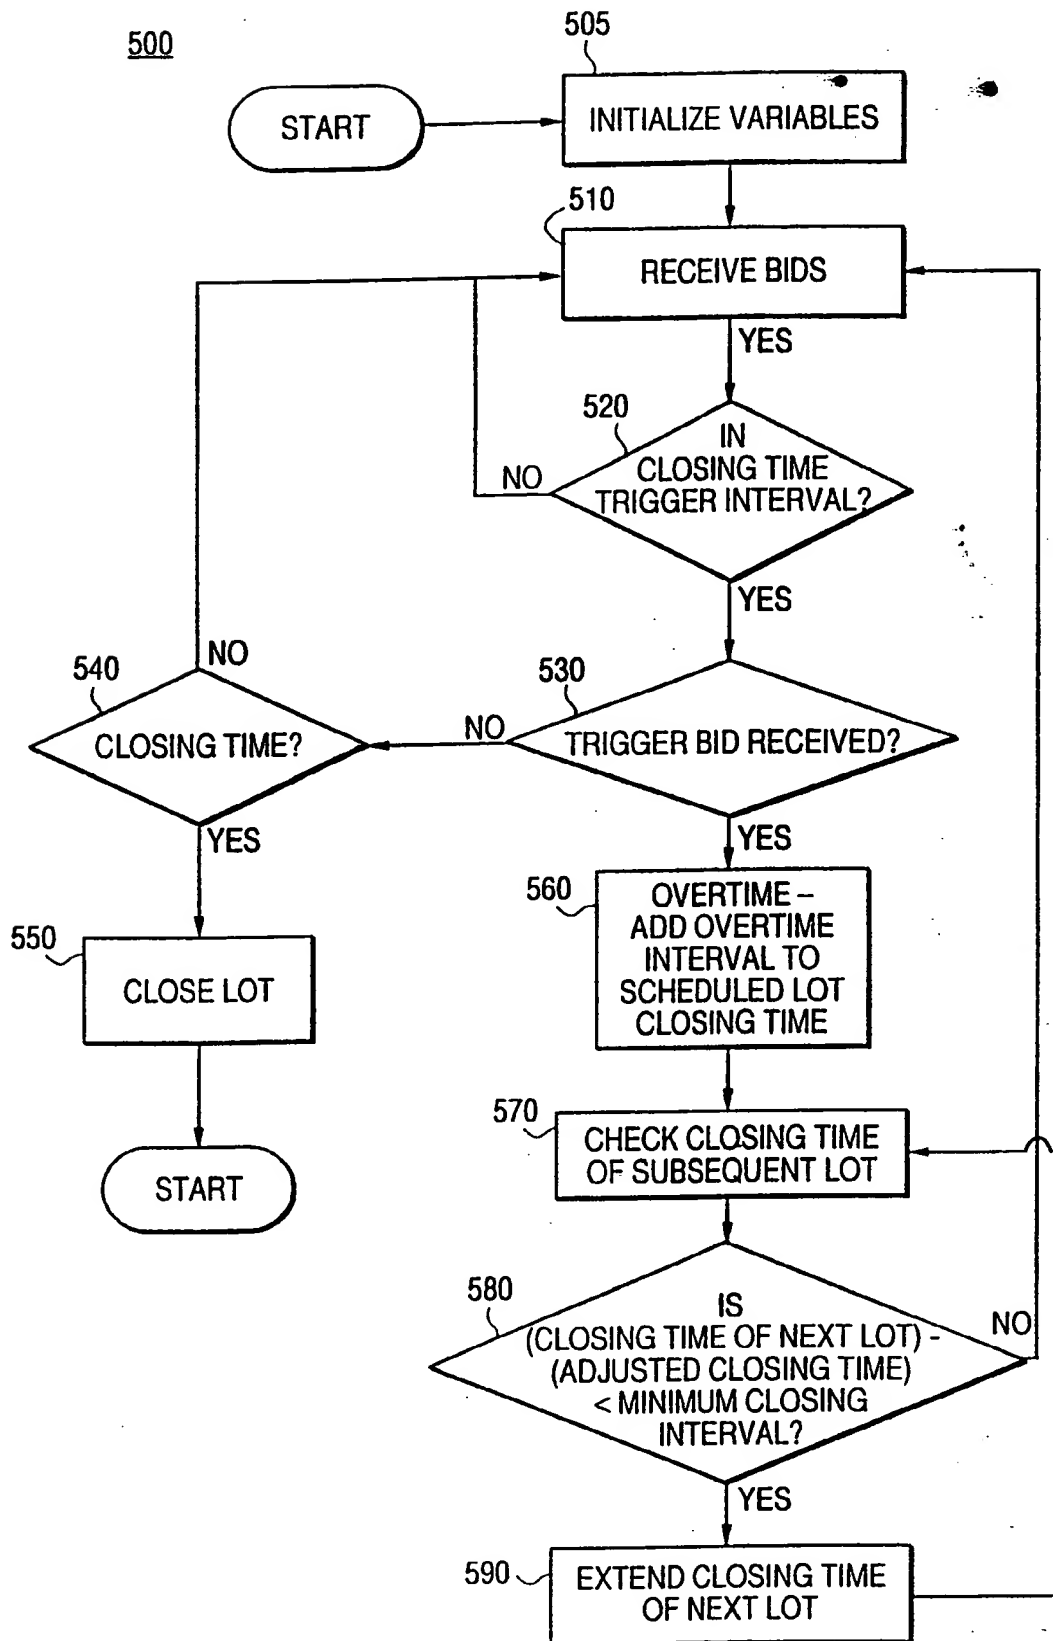 500
505
START
INITIALIZE VARIABLES
510
RECEIVE BIDS
YES
520
IN
CLOSING TIME
TRIGGER INTERVAL?
NO
YES
530
TRIGGER BID RECEIVED?
NO
540
NO
CLOSING TIME?
YES
550
CLOSE LOT
START
YES
560
OVERTIME –
ADD OVERTIME
INTERVAL TO
SCHEDULED LOT
CLOSING TIME
570
CHECK CLOSING TIME
OF SUBSEQUENT LOT
580
IS
(CLOSING TIME OF NEXT LOT) -
(ADJUSTED CLOSING TIME)
< MINIMUM CLOSING
INTERVAL?
NO
YES
590
EXTEND CLOSING TIME
OF NEXT LOT